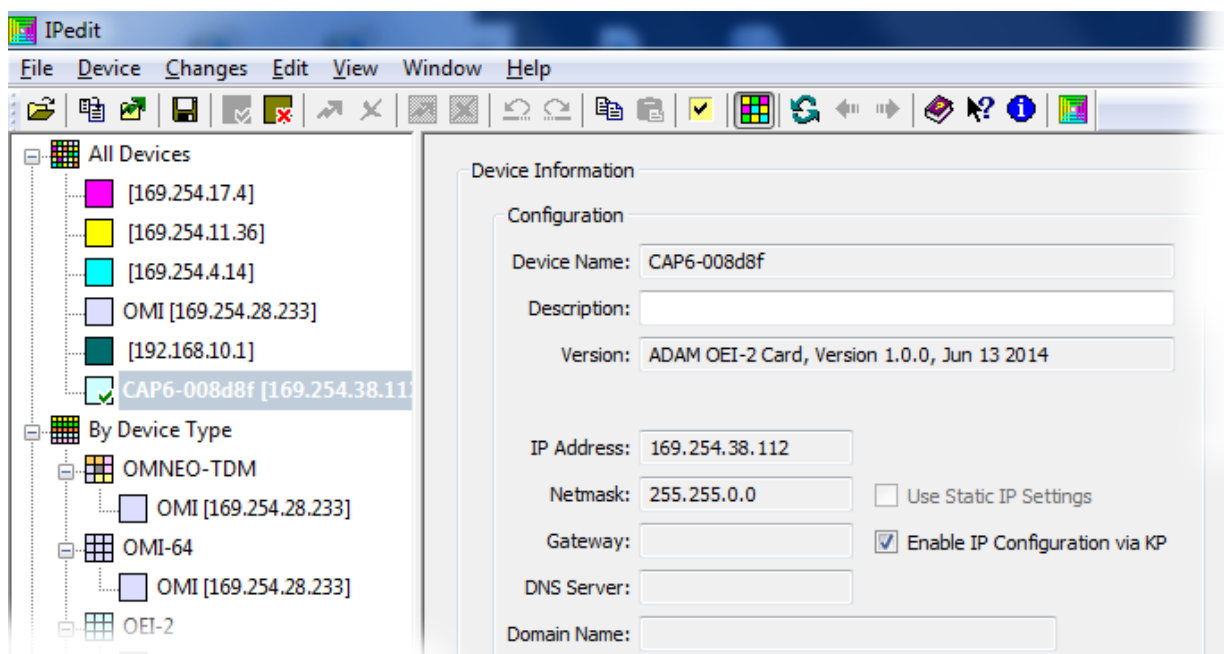 IPedit
File Device Changes Edit View Window Help
All Devices
[169.254.17.4]
[169.254.11.36]
[169.254.4.14]
OMI [169.254.28.233]
[192.168.10.1]
CAP6-008d8f [169.254.38.11
By Device Type
OMNEO-TDM
OMI [169.254.28.233]
OMI-64
OMI [169.254.28.233]
OEI-2
Device Information
Configuration
Device Name: CAP6-008d8f
Description:
Version: ADAM OEI-2 Card, Version 1.0.0, Jun 13 2014
IP Address: 169.254.38.112
Netmask: 255.255.0.0 Use Static IP Settings
Gateway: Enable IP Configuration via KP
DNS Server:
Domain Name: